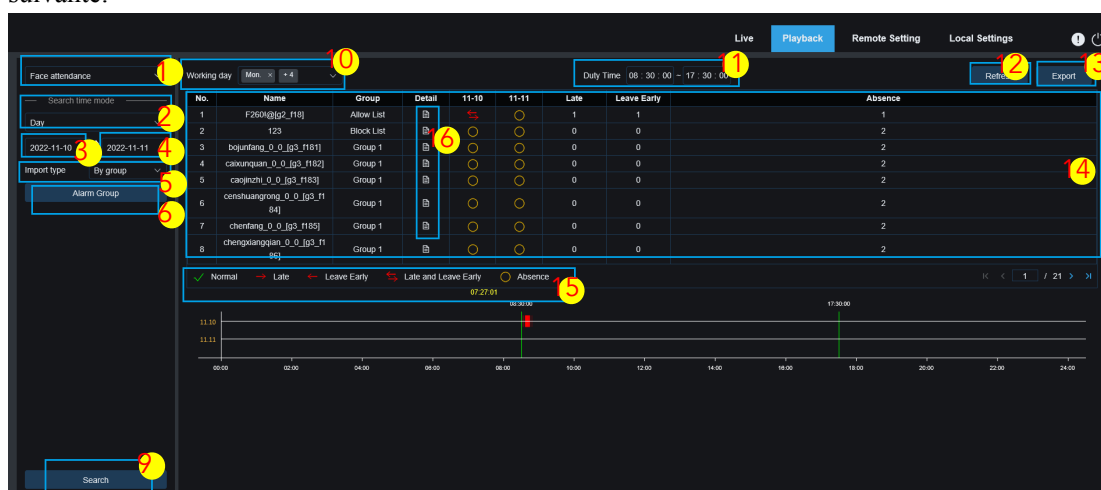 suivante:
Live Playback Remote Setting Local Settings
Face attendance 1
Working day Mon. × + 4 10
Duty Time 08 : 30 : 00 ~ 17 : 30 : 00 11
12
Export 13
Search time mode
Day 2
2022-11-10 3 2022-11-11 4
Import type By group 5
Alarm Group 6
Search 9
No. Name Group Detail 11-10 11-11 Late Leave Early Absence
1 F260I@[g2_f18] Allow List 1 1 1
2 123 Block List 0 0 2
3 bojunfang_0_0_[g3_f181] Group 1 0 0 2
4 caixunquan_0_0_[g3_f182] Group 1 0 0 2
5 caojinzhi_0_0_[g3_f183] Group 1 0 0 2
6 censhuangrong_0_0_[g3_f1
84] Group 1 0 0 2
7 chenfang_0_0_[g3_f185] Group 1 0 0 2
8 chengxiangqian_0_0_[g3_f1
86] Group 1 0 0 2
16
14
Normal Late Leave Early Late and Leave Early Absence 15
1 / 21
07:27:01
08:30:00 17:30:00
11.10
11.11
00:00 02:00 04:00 06:00 08:00 10:00 12:00 14:00 16:00 18:00 20:00 22:00 24:00